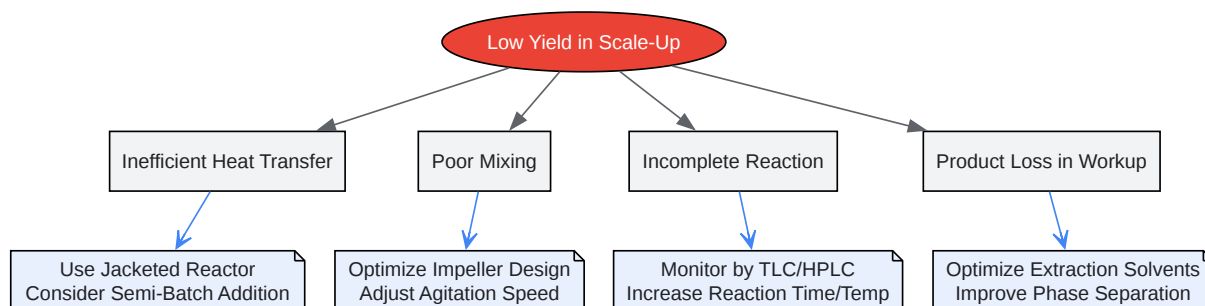 Low Yield in Scale-Up
Inefficient Heat Transfer
Poor Mixing
Incomplete Reaction
Product Loss in Workup
Use Jacketed Reactor
Consider Semi-Batch Addition
Optimize Impeller Design
Adjust Agitation Speed
Monitor by TLC/HPLC
Increase Reaction Time/Temp
Optimize Extraction Solvents
Improve Phase Separation